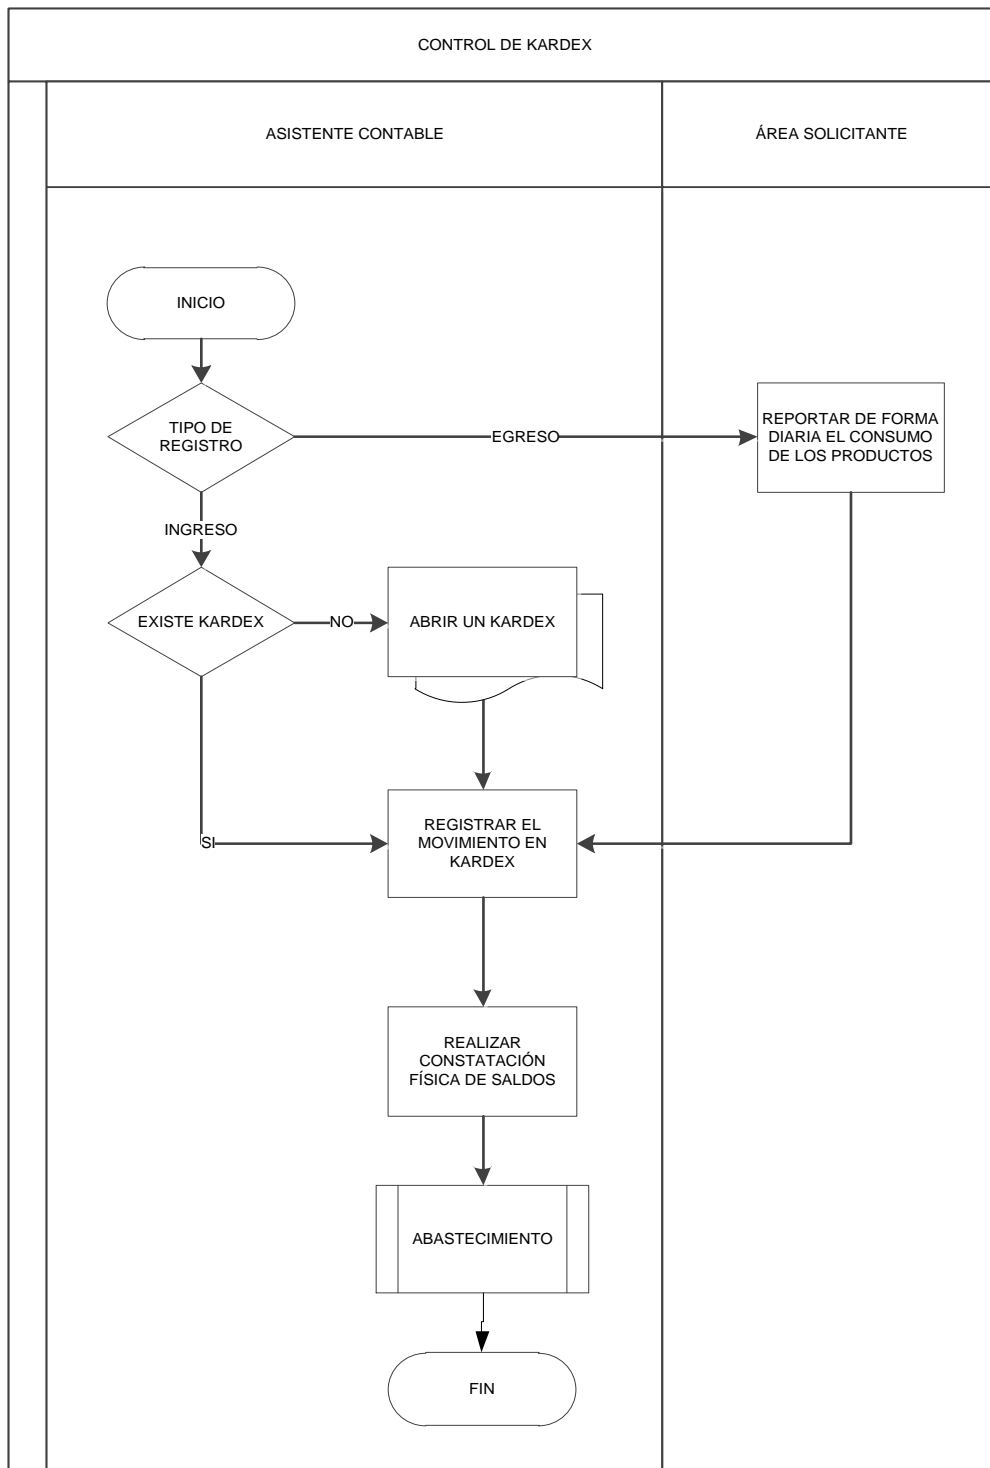 CONTROL DE KARDEX
ASISTENTE CONTABLE
ÁREA SOLICITANTE
INICIO
TIPO DE
REGISTRO
EGRESO
REPORTAR DE FORMA
DIARIA EL CONSUMO
DE LOS PRODUCTOS
INGRESO
EXISTE KARDEX
NO
ABRIR UN KARDEX
SI
REGISTRAR EL
MOVIMIENTO EN
KARDEX
REALIZAR
CONSTATACIÓN
FÍSICA DE SALDOS
ABASTECIMIENTO
FIN